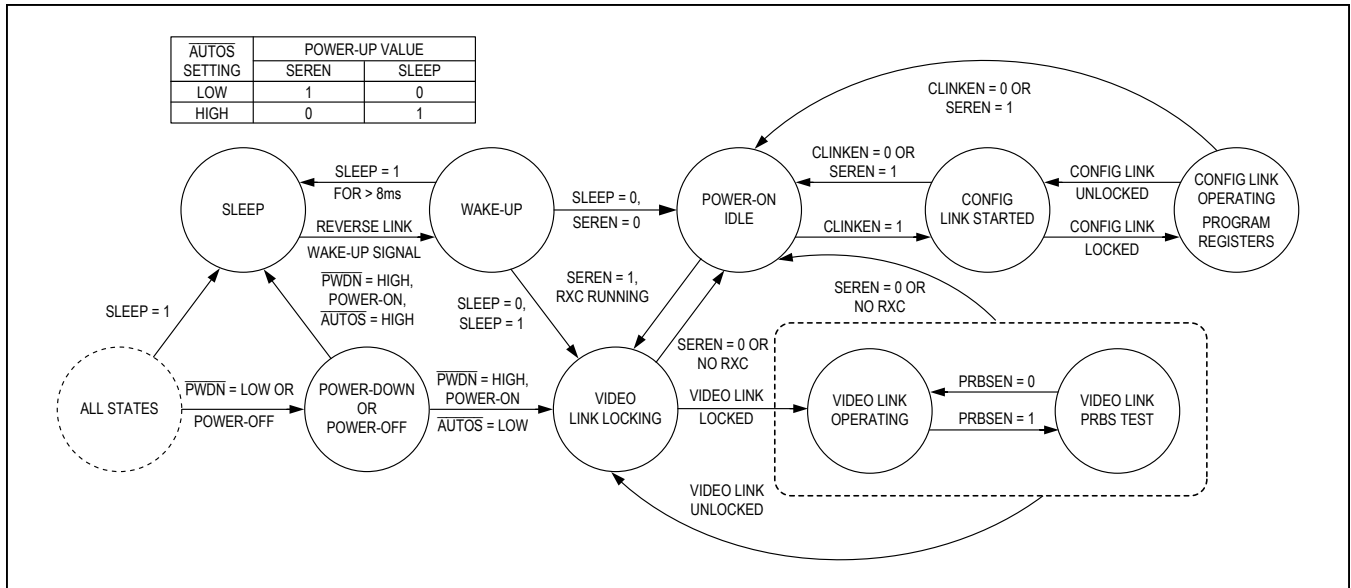 AUTOS
SETTING
POWER-UP VALUE
SEREN
SLEEP
LOW
1
0
HIGH
0
1
CLINKEN = 0 OR
SEREN = 1
SLEEP
SLEEP = 1
FOR > 8ms
REVERSE LINK
WAKE-UP SIGNAL
WAKE-UP
SLEEP = 0,
SEREN = 0
POWER-ON
IDLE
CLINKEN = 0 OR
SEREN = 1
CLINKEN = 1
CONFIG
LINK STARTED
CONFIG LINK
UNLOCKED
CONFIG LINK
LOCKED
CONFIG LINK
OPERATING
PROGRAM
REGISTERS
SLEEP = 1
PWDN = HIGH,
POWER-ON,
AUTOS = HIGH
SLEEP = 0,
SLEEP = 1
SEREN = 1,
RXC RUNNING
SEREN = 0 OR
NO RXC
SEREN = 0 OR
NO RXC
ALL STATES
PWDN = LOW OR
POWER-OFF
POWER-DOWN
OR
POWER-OFF
PWDN = HIGH,
POWER-ON
AUTOS = LOW
VIDEO
LINK LOCKING
VIDEO LINK
LOCKED
VIDEO LINK
OPERATING
PRBSEN = 0
PRBSEN = 1
VIDEO LINK
PRBS TEST
VIDEO LINK
UNLOCKED